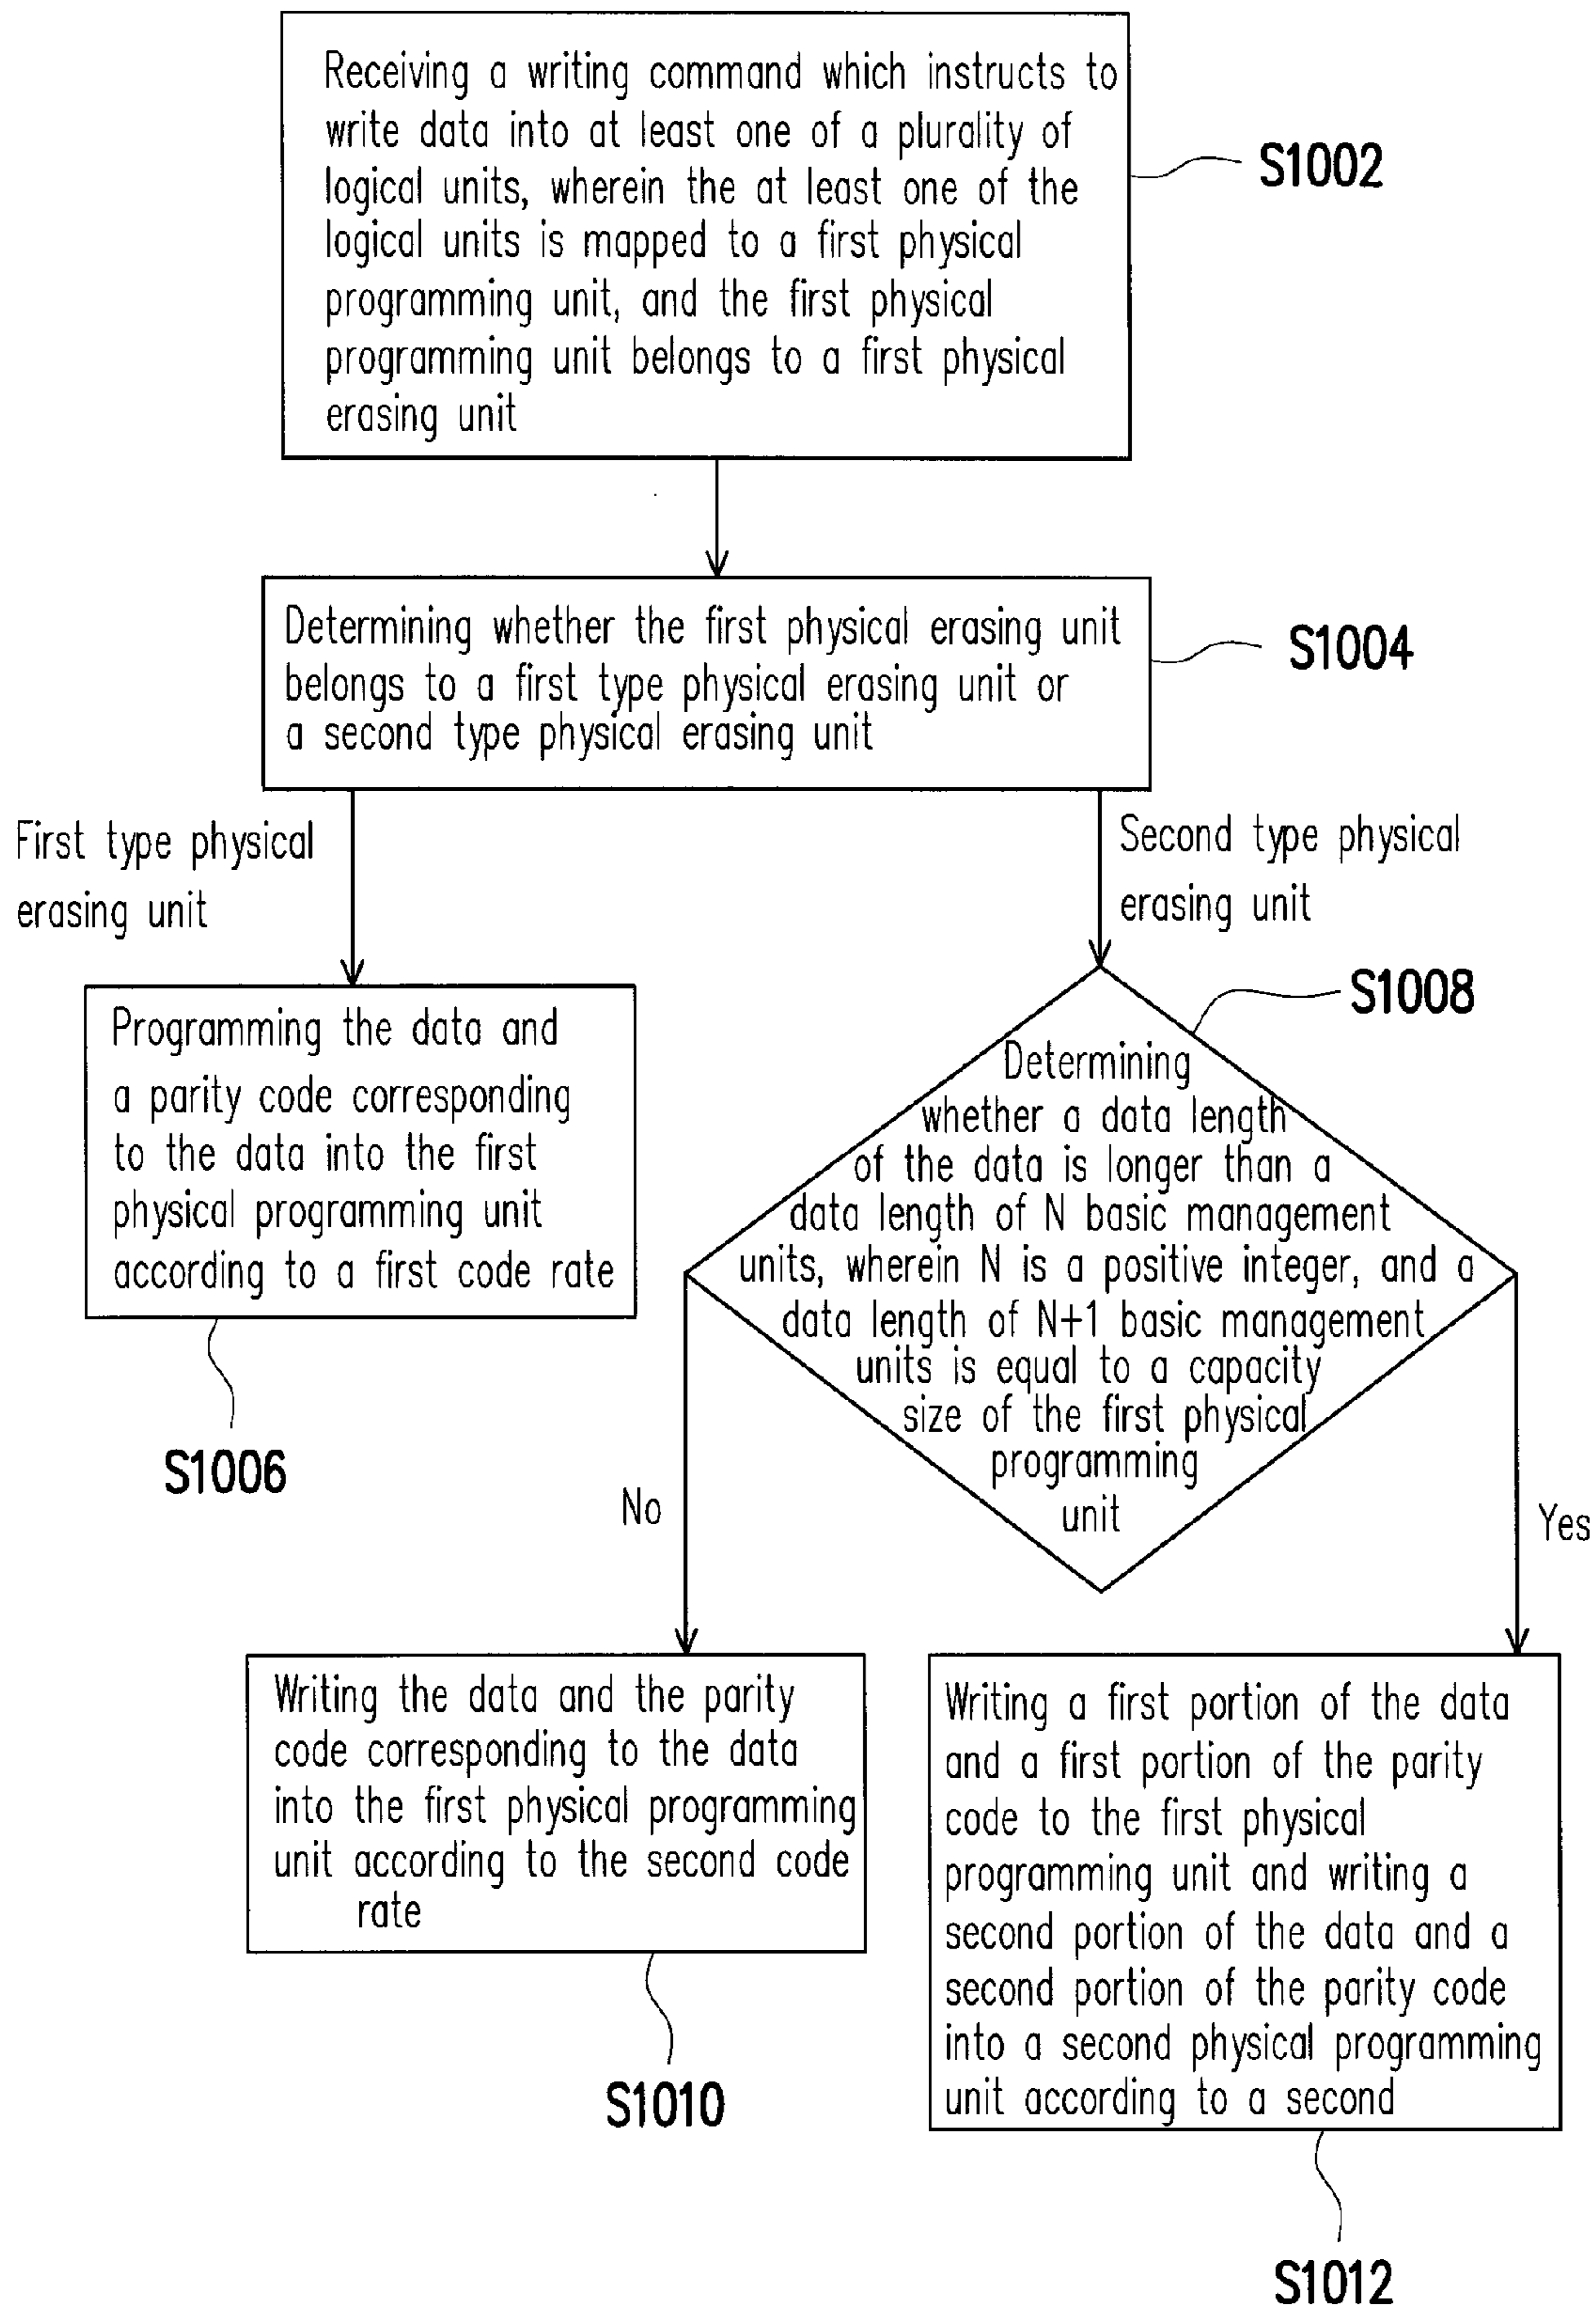 Receiving a writing command which instructs to
write data into at least one of a plurality of
logical units, wherein the at least one of the
logical units is mapped to a first physical
programming unit, and the first physical
programming unit belongs to a first physical
erasing unit
S1002
Determining whether the first physical erasing unit
belongs to a first type physical erasing unit or
a second type physical erasing unit
S1004
First type physical
erasing unit
Second type physical
erasing unit
Programming the data and
a parity code corresponding
to the data into the first
physical programming unit
according to a first code rate
S1006
S1008
Determining
whether a data length
of the data is longer than a
data length of N basic management
units, wherein N is a positive integer, and a
data length of N+1 basic management
units is equal to a capacity
size of the first physical
programming
unit
No
Yes
Writing the data and the parity
code corresponding to the data
into the first physical programming
unit according to the second code
rate
S1010
Writing a first portion of the data
and a first portion of the parity
code to the first physical
programming unit and writing a
second portion of the data and a
second portion of the parity code
into a second physical programming
unit according to a second
S1012